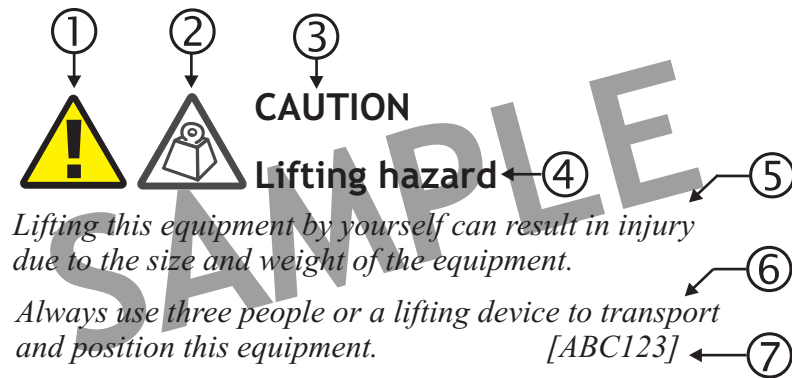 ① ② ③
CAUTION
Lifting hazard ④
⑤
Lifting this equipment by yourself can result in injury
due to the size and weight of the equipment.
⑥
Always use three people or a lifting device to transport
and position this equipment. [ABC123] ⑦
SAMPLE